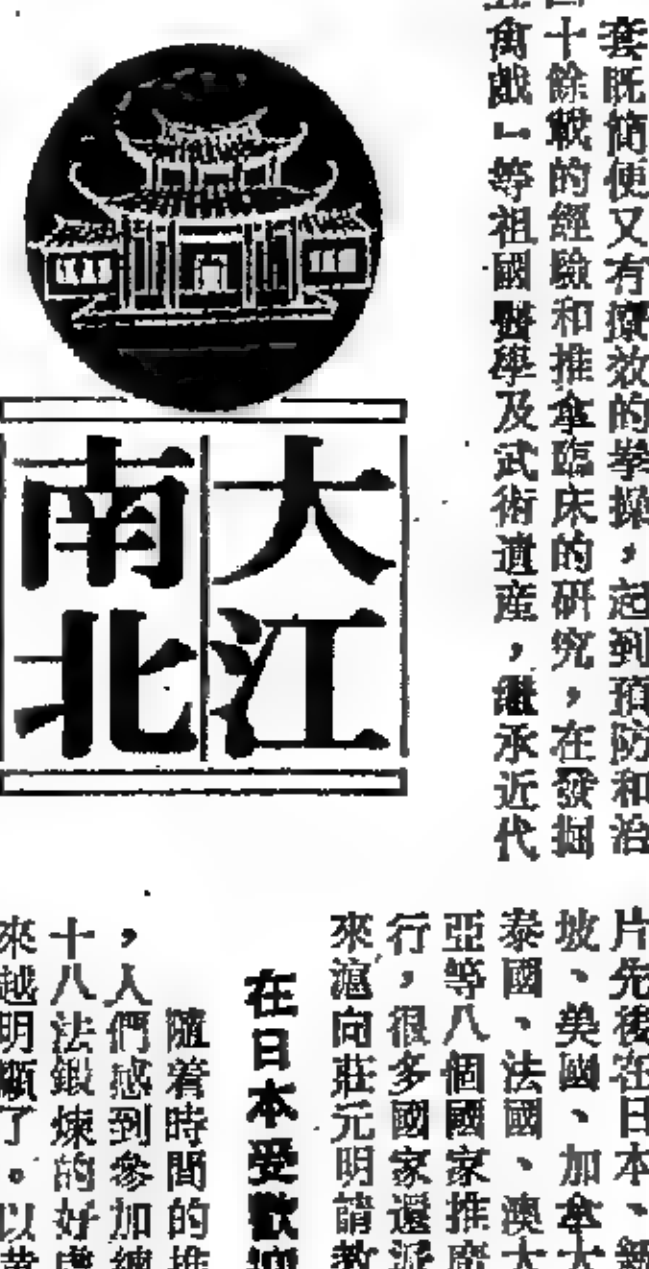 套既簡便又有療效的拳操，起到預防和治
十餘載的經驗和推拿臨床的研究，在發掘
禽戲」等祖國醫學及武術遺産，繼承近代
大江
南北
片先後在日本、新
坡、美國、加拿大
泰國、法國、澳大
亞等八個國家推廣
行，很多國家還派
來滬向莊元明請教
在日本受歡迎
隨着時間的推
，人們感到參加練
十八法鍛煉的好處
來越明顯了。以黃